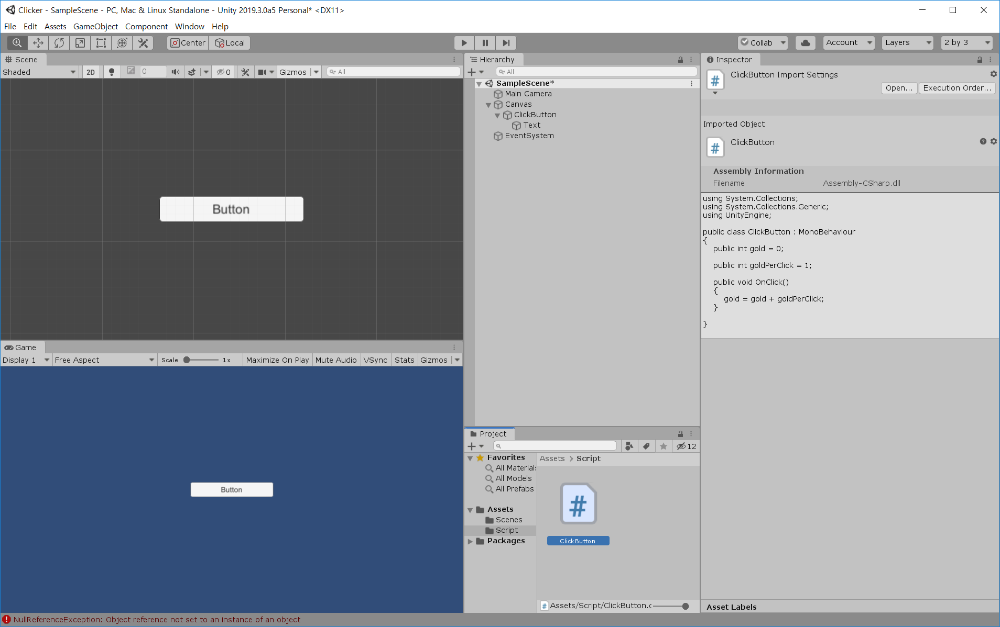 Clicker - SampleScene - PC, Mac & Linux Standalone - Unity 2019.3.0a5 Personal* <DX11>
File Edit Assets GameObject Component Window Help
Center Local Collab Account Layers 2 by 3
Scene
Shaded 2D 0 0 Gizmos All
Button
Game
Display 1 Free Aspect Scale 1x Maximize On Play Mute Audio VSync Stats Gizmos
Button
Hierarchy
All
SampleScene*
Main Camera
Canvas
ClickButton
Text
EventSystem
Project
12
Favorites
All Materials
All Models
All Prefabs
Assets
Scenes
Script
Packages
Assets > Script
#
ClickButton
# Assets/Script/ClickButton.c
Inspector
# ClickButton Import Settings
Open... Execution Order...
Imported Object
# ClickButton
Assembly Information
Filename Assembly-CSharp.dll
using System.Collections;
using System.Collections.Generic;
using UnityEngine;
public class ClickButton : MonoBehaviour
{
public int gold = 0;
public int goldPerClick = 1;
public void OnClick()
{
gold = gold + goldPerClick;
}
}
Asset Labels
NullReferenceException: Object reference not set to an instance of an object